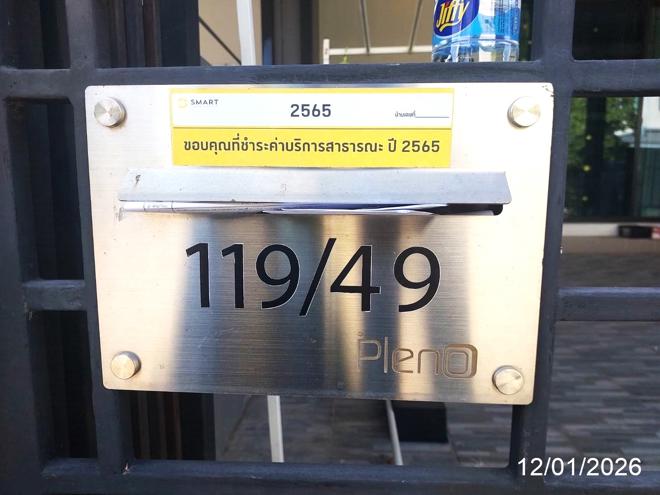 Jiffy
SMART
2565
บ้านเลขที่
ขอบคุณที่ชำระค่าบริการสาธารณะ ปี 2565
119/49
Pleno
12/01/2026